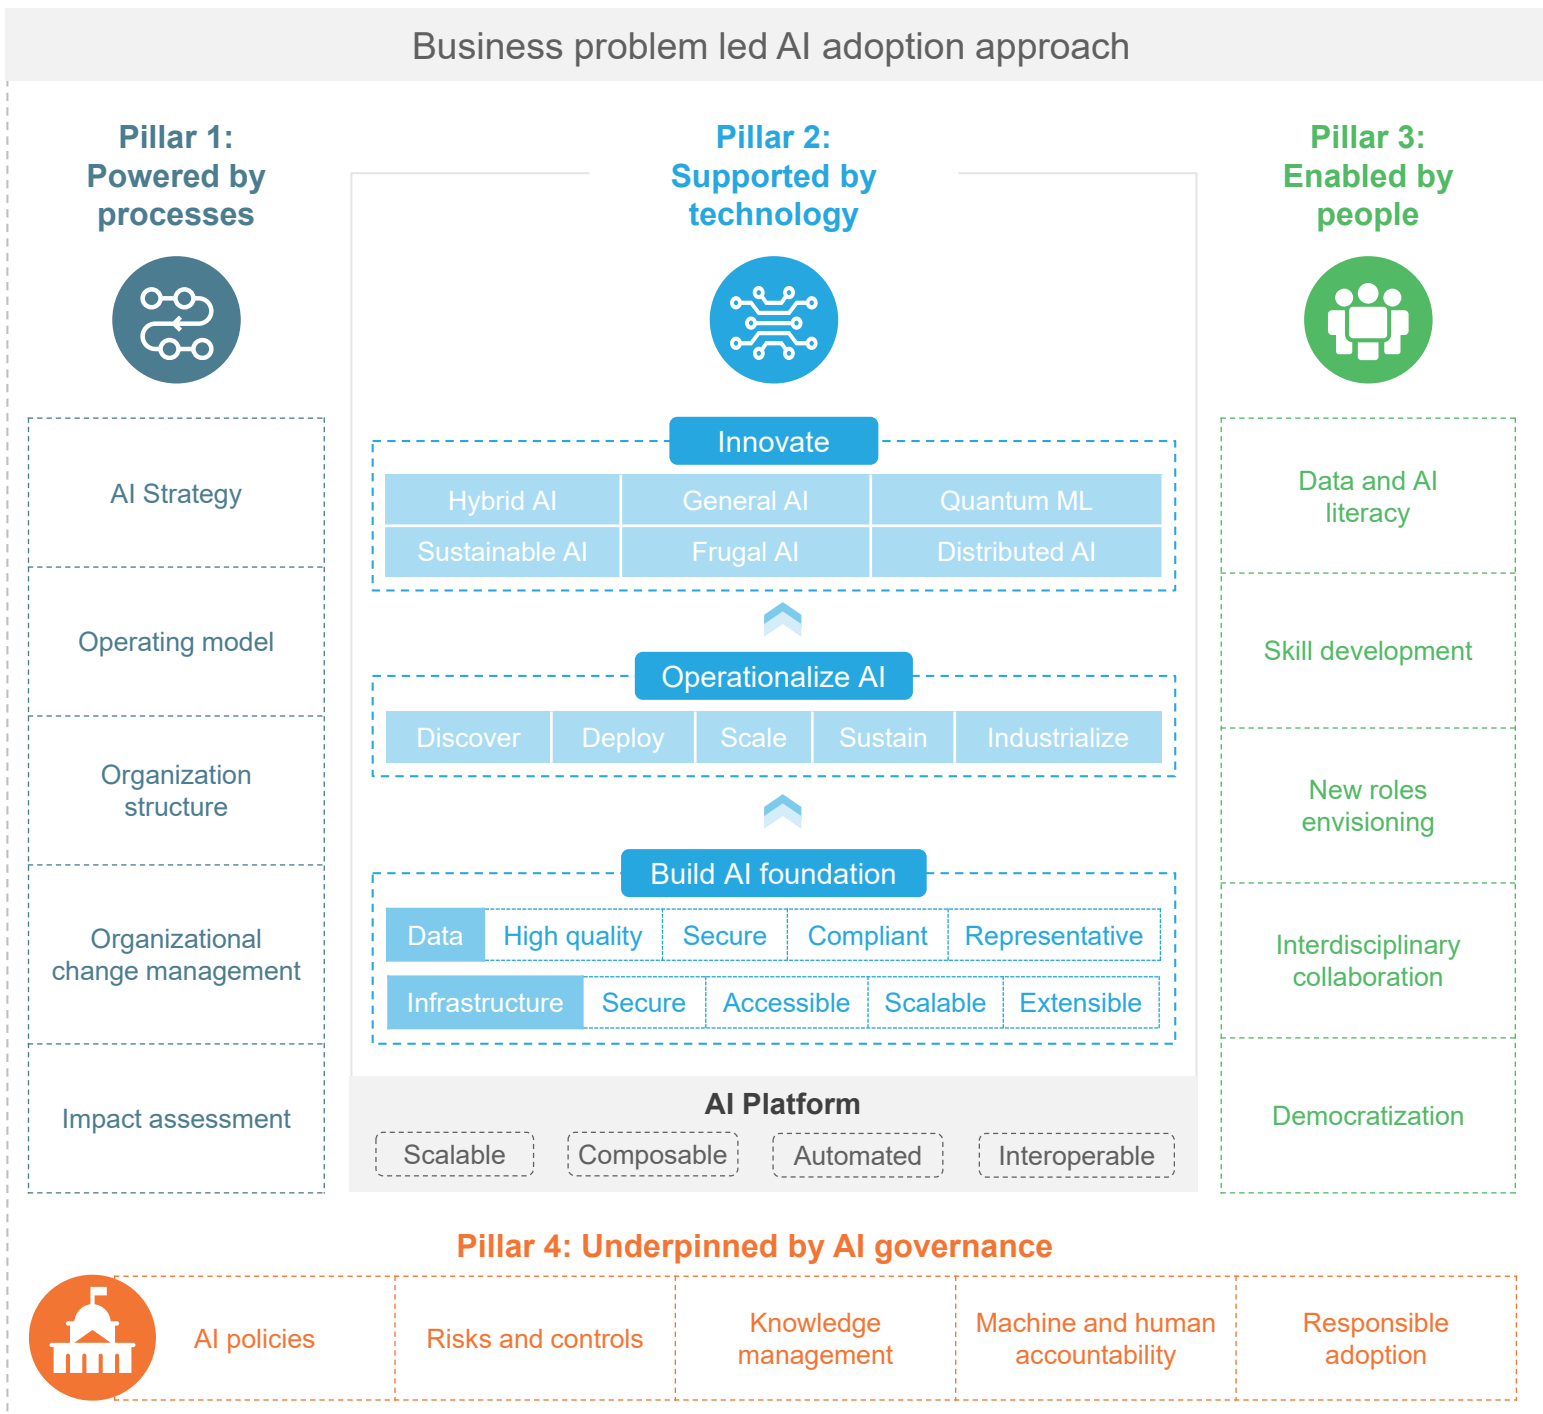 Business problem led AI adoption approach
Pillar 1:
Powered by
processes
AI Strategy
Operating model
Organization
structure
Organizational
change management
Impact assessment
Pillar 2:
Supported by
technology
Innovate
Hybrid AI General AI Quantum ML
Sustainable AI Frugal AI Distributed AI
Operationalize AI
Discover Deploy Scale Sustain Industrialize
Build AI foundation
Data High quality Secure Compliant Representative
Infrastructure Secure Accessible Scalable Extensible
AI Platform
Scalable Composable Automated Interoperable
Pillar 3:
Enabled by
people
Data and AI
literacy
Skill development
New roles
envisioning
Interdisciplinary
collaboration
Democratization
Pillar 4: Underpinned by AI governance
AI policies
Risks and controls
Knowledge
management
Machine and human
accountability
Responsible
adoption